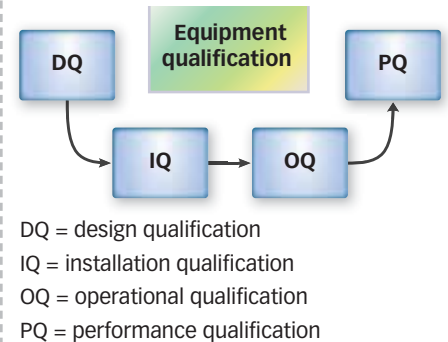 Equipment
qualification
DQ
PQ
IQ
OQ
DQ = design qualification
IQ = installation qualification
OQ = operational qualification
PQ = performance qualification